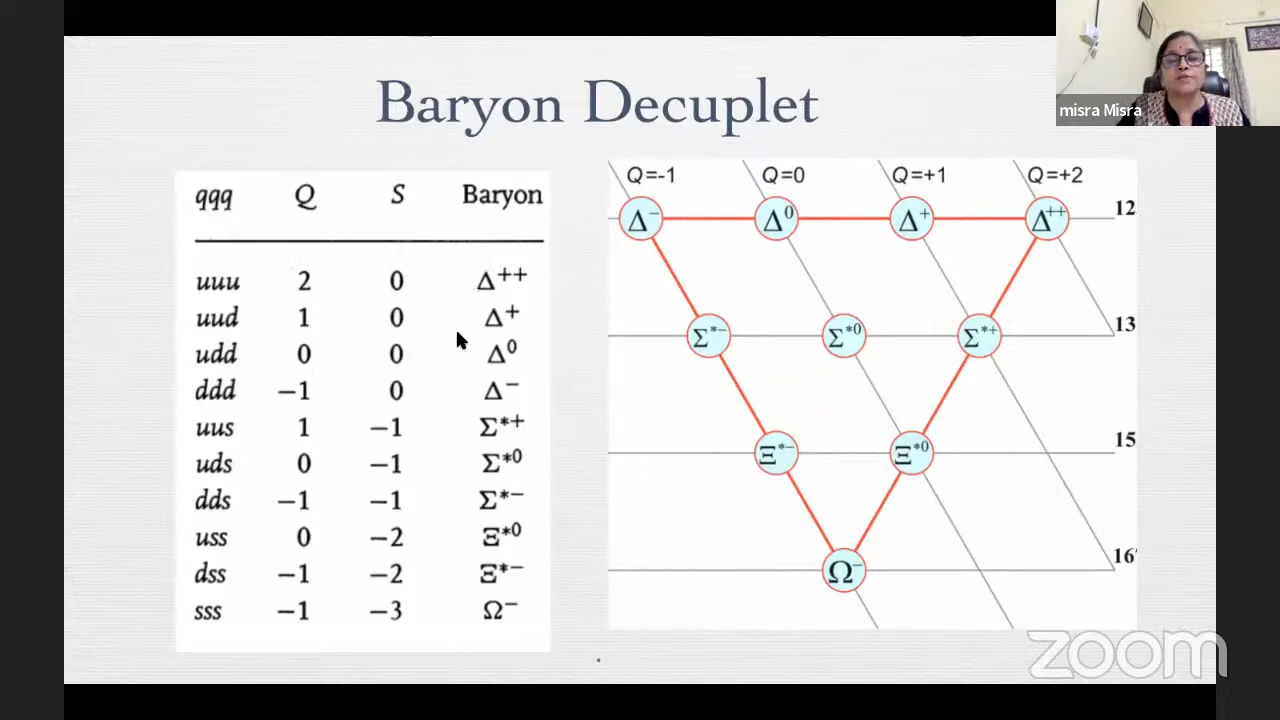 misra Misra
Baryon Decuplet
qqq Q S Baryon
uuu 2 0 Δ⁺⁺
uud 1 0 Δ⁺
udd 0 0 Δ⁰
ddd −1 0 Δ⁻
uus 1 −1 Σ*⁺
uds 0 −1 Σ*⁰
dds −1 −1 Σ*⁻
uss 0 −2 Ξ*⁰
dss −1 −2 Ξ*⁻
sss −1 −3 Ω⁻
Q=-1 Q=0 Q=+1 Q=+2
Δ⁻ Δ⁰ Δ⁺ Δ⁺⁺ 12
Σ*⁻ Σ*⁰ Σ*⁺ 13
Ξ*⁻ Ξ*⁰ 15
Ω⁻ 16
zoom